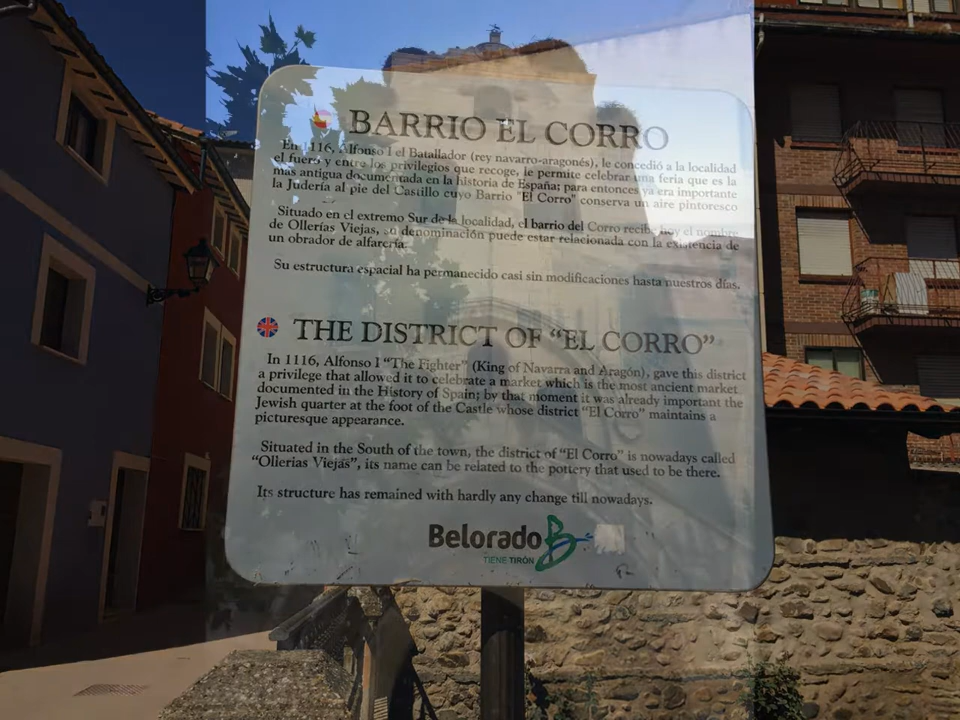 BARRIO EL CORRO
En 1116, Alfonso I el Batallador (rey navarro-aragonés), le concedió a la localidad
el fuero y entre los privilegios que recoge, le permite celebrar una feria que es la
más antigua documentada en la historia de España; para entonces ya era importante
la Judería al pie del Castillo cuyo Barrio "El Corro" conserva un aire pintoresco
Situado en el extremo Sur de la localidad, el barrio del Corro recibe hoy el nombre
de Ollerías Viejas, su denominación puede estar relacionada con la existencia de
un obrador de alfarería.
Su estructura espacial ha permanecido casi sin modificaciones hasta nuestros días.
THE DISTRICT OF "EL CORRO"
In 1116, Alfonso I "The Fighter" (King of Navarra and Aragón), gave this district
a privilege that allowed it to celebrate a market which is the most ancient market
documented in the History of Spain; by that moment it was already important the
Jewish quarter at the foot of the Castle whose district "El Corro" maintains a
picturesque appearance.
Situated in the South of the town, the district of "El Corro" is nowadays called
"Ollerías Viejas", its name can be related to the pottery that used to be there.
Its structure has remained with hardly any change till nowadays.
Belorado B
TIENE TIRÓN